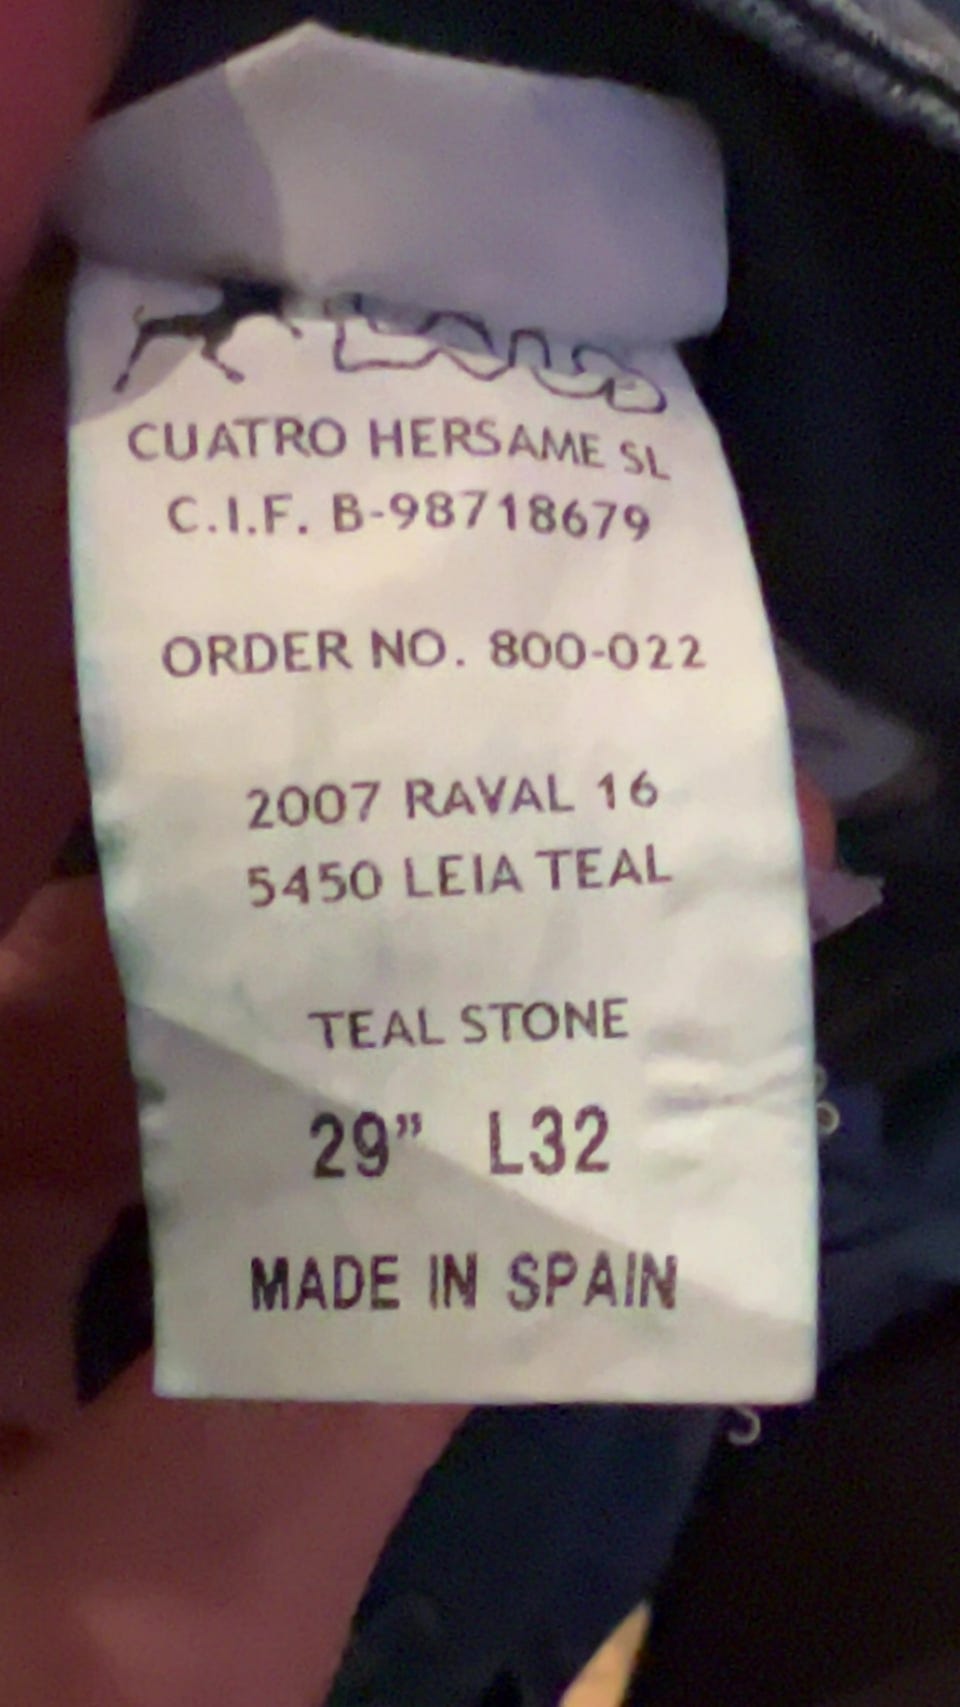 CUATRO HERSAME SL
C.I.F. B-98718679
ORDER NO. 800-022
2007 RAVAL 16
5450 LEIA TEAL
TEAL STONE
29” L32
MADE IN SPAIN